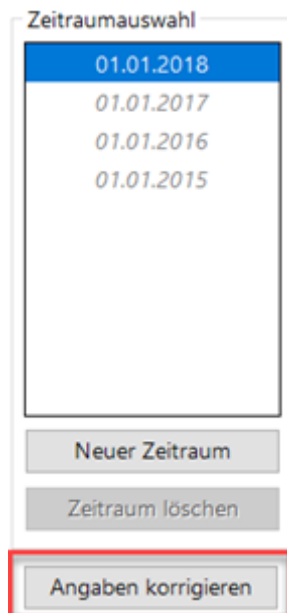 Zeitraumauswahl
01.01.2018
01.01.2017
01.01.2016
01.01.2015
Neuer Zeitraum
Zeitraum löschen
Angaben korrigieren